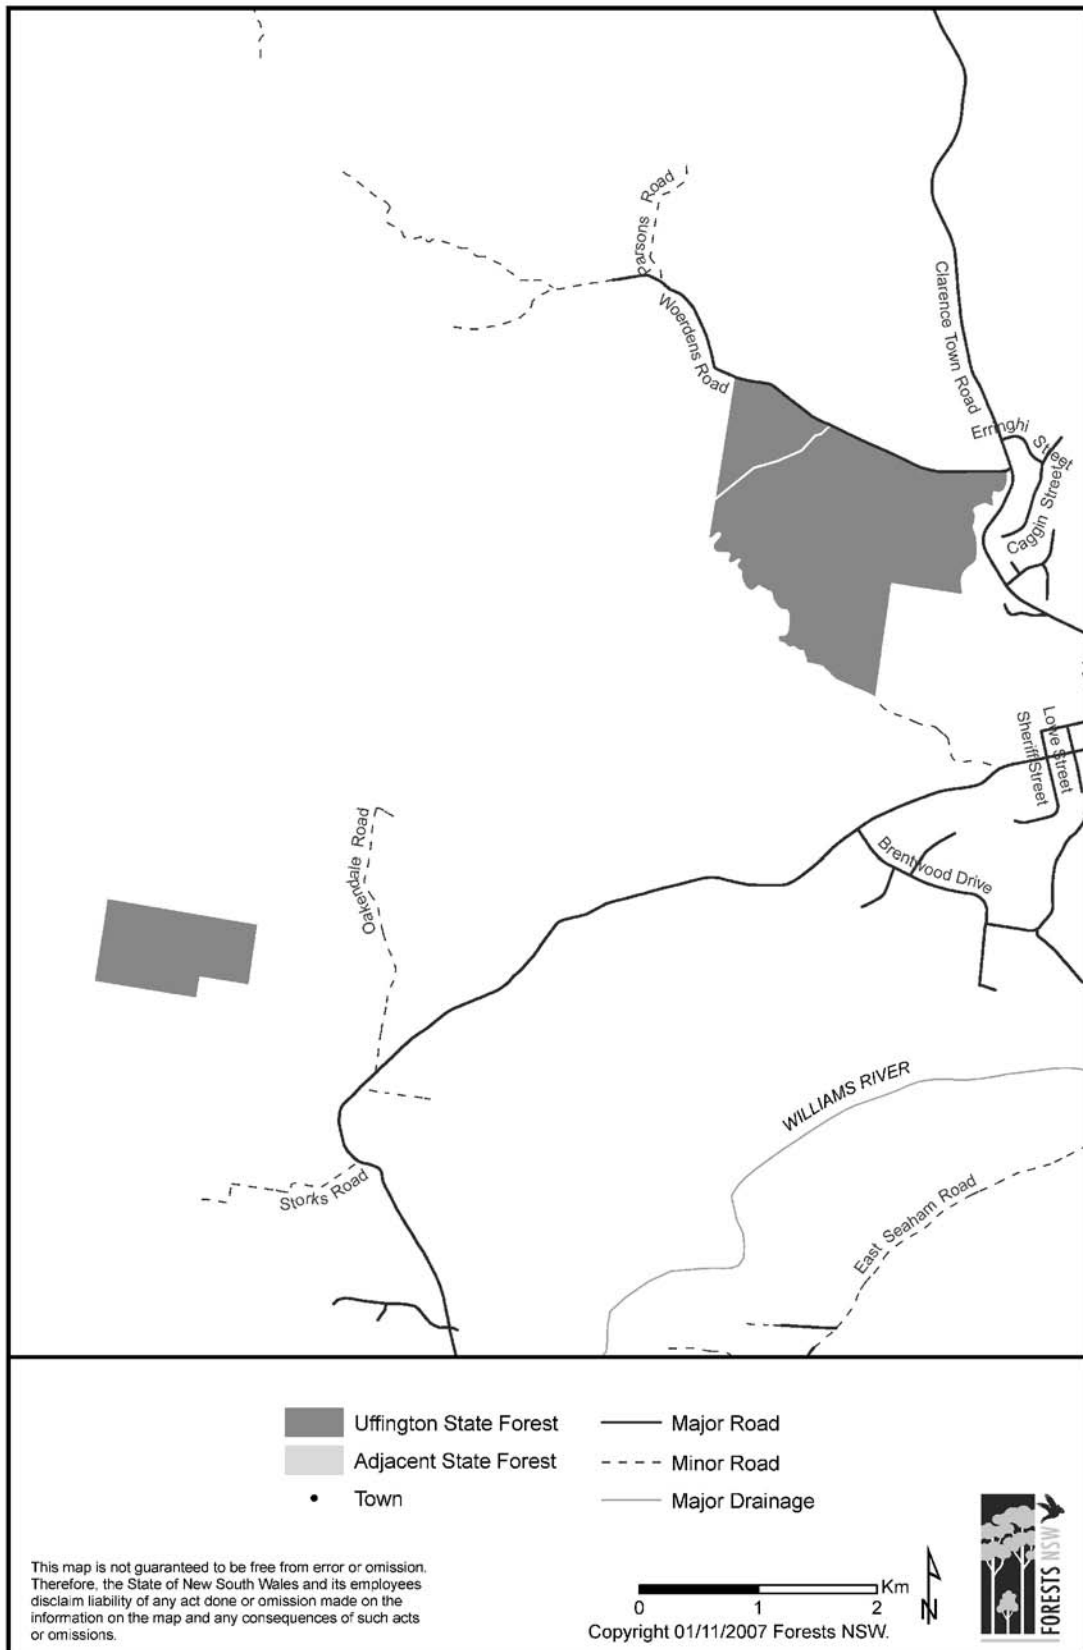 Parsons Road
Woerdens Road
Clarence Town Road
Erringhi Street
Caggin Street
Lowe Street
Sheriff Street
Brentwood Drive
Oakendale Road
WILLIAMS RIVER
East Seaham Road
Storks Road
Uffington State Forest
Adjacent State Forest
Town
Major Road
Minor Road
Major Drainage
This map is not guaranteed to be free from error or omission.
Therefore, the State of New South Wales and its employees
disclaim liability of any act done or omission made on the
information on the map and any consequences of such acts
or omissions.
Km
0 1 2
N
Copyright 01/11/2007 Forests NSW.
FORESTS NSW